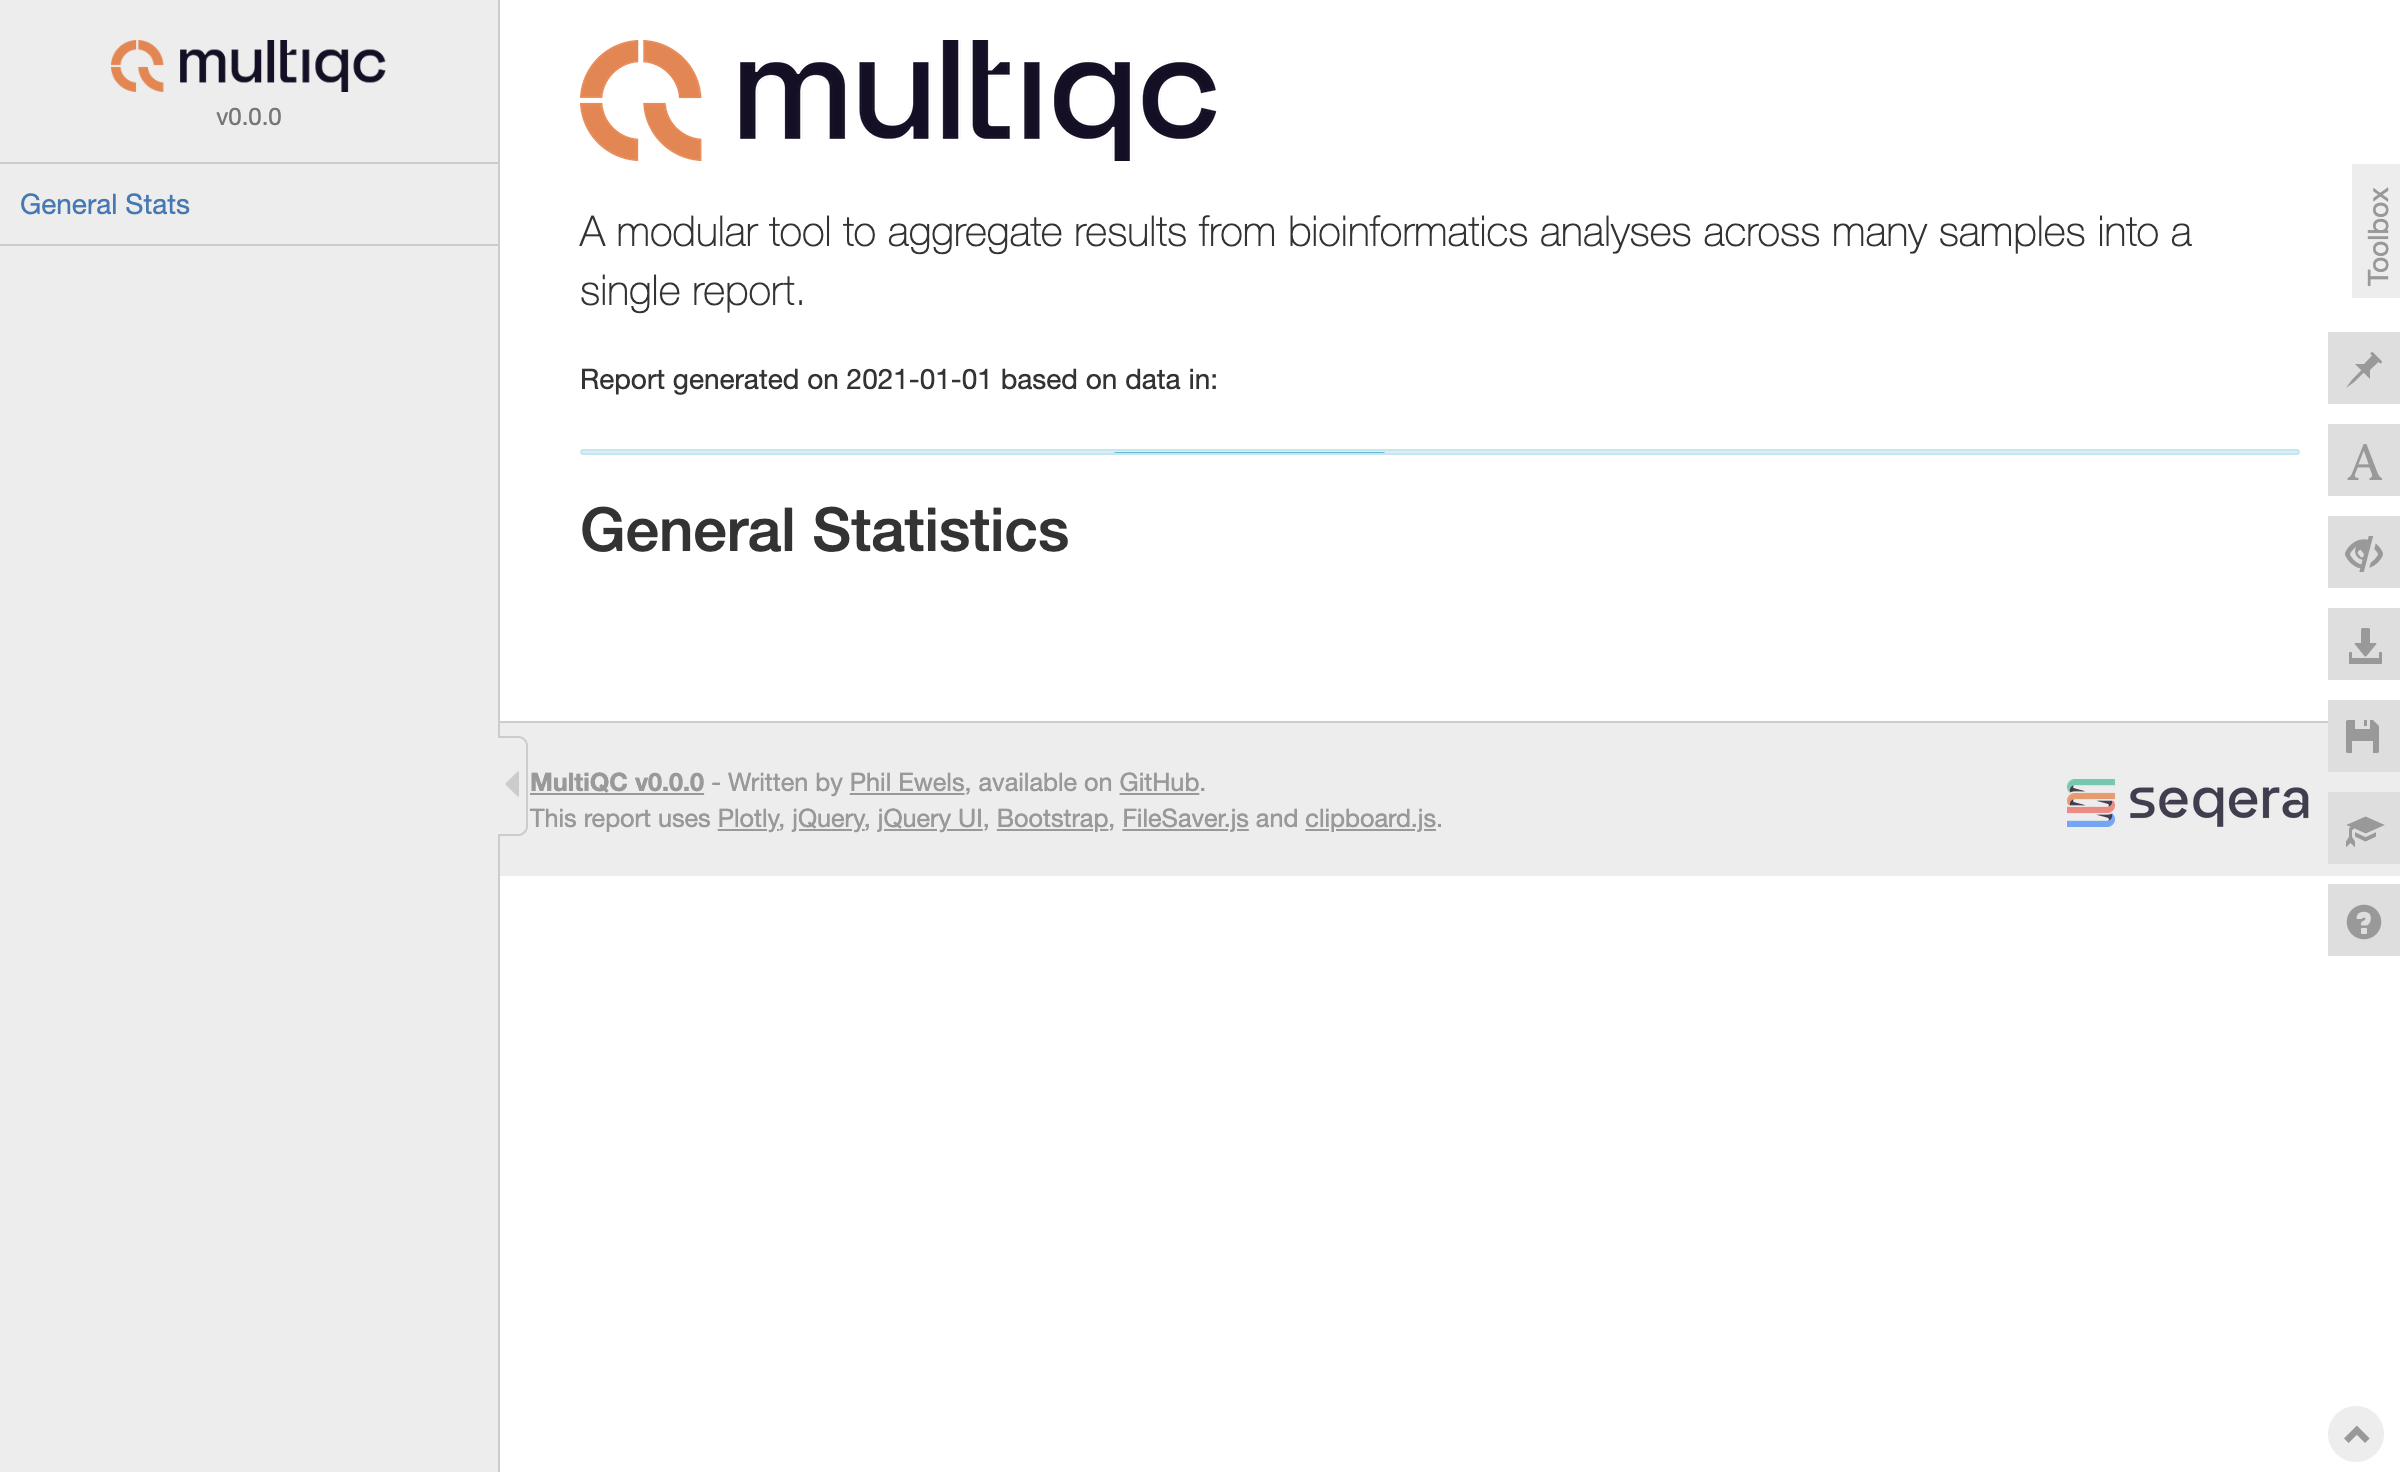 multiqc
v0.0.0
General Stats
multiqc
A modular tool to aggregate results from bioinformatics analyses across many samples into a
single report.
Report generated on 2021-01-01 based on data in:
General Statistics
Toolbox
A
MultiQC v0.0.0 - Written by Phil Ewels, available on GitHub.
This report uses Plotly, jQuery, jQuery UI, Bootstrap, FileSaver.js and clipboard.js.
seqera